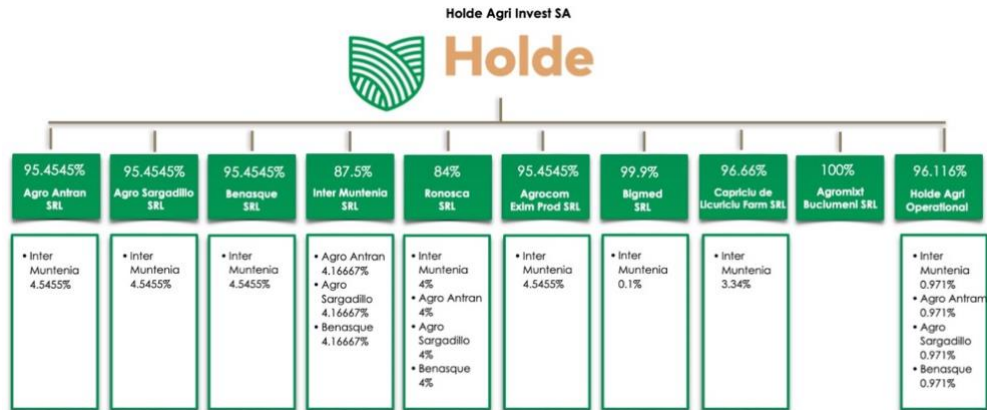 Holde Agri Invest SA
Holde
95.4545%
Agro Antran
SRL
95.4545%
Agro Sargadillo
SRL
95.4545%
Benasque
SRL
87.5%
Inter Muntenia
SRL
84%
Ronosca
SRL
95.4545%
Agrocom
Exim Prod SRL
99.9%
Bigmed
SRL
96.66%
Capriciu de
Licuriciu Farm SRL
100%
Agromixt
Buciumeni SRL
96.116%
Holde Agri
Operational
• Inter
Muntenia
4.5455%
• Inter
Muntenia
4.5455%
• Inter
Muntenia
4.5455%
• Agro Antran
4.16667%
• Agro
Sargadillo
4.16667%
• Benasque
4.16667%
• Inter
Muntenia
4%
• Agro Antran
4%
• Agro
Sargadillo
4%
• Benasque
4%
• Inter
Muntenia
4.5455%
• Inter
Muntenia
0.1%
• Inter
Muntenia
3.34%
• Inter
Muntenia
0.971%
• Agro Antram
0.971%
• Agro
Sargadillo
0.971%
• Benasque
0.971%